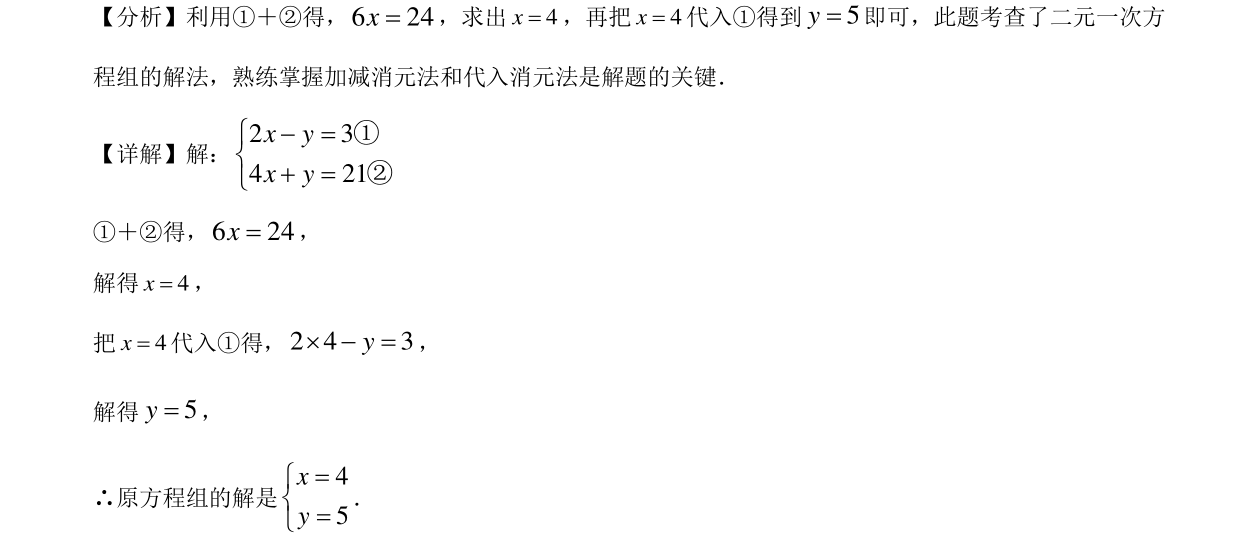 【分析】利用①＋②得，6x = 24，求出 x = 4，再把 x = 4 代入①得到 y = 5 即可，此题考查了二元一次方
程组的解法，熟练掌握加减消元法和代入消元法是解题的关键．
【详解】解：{2x − y = 3①
4x + y = 21②
①＋②得，6x = 24，
解得 x = 4，
把 x = 4 代入①得，2×4 − y = 3，
解得 y = 5，
∴原方程组的解是{x = 4
y = 5．